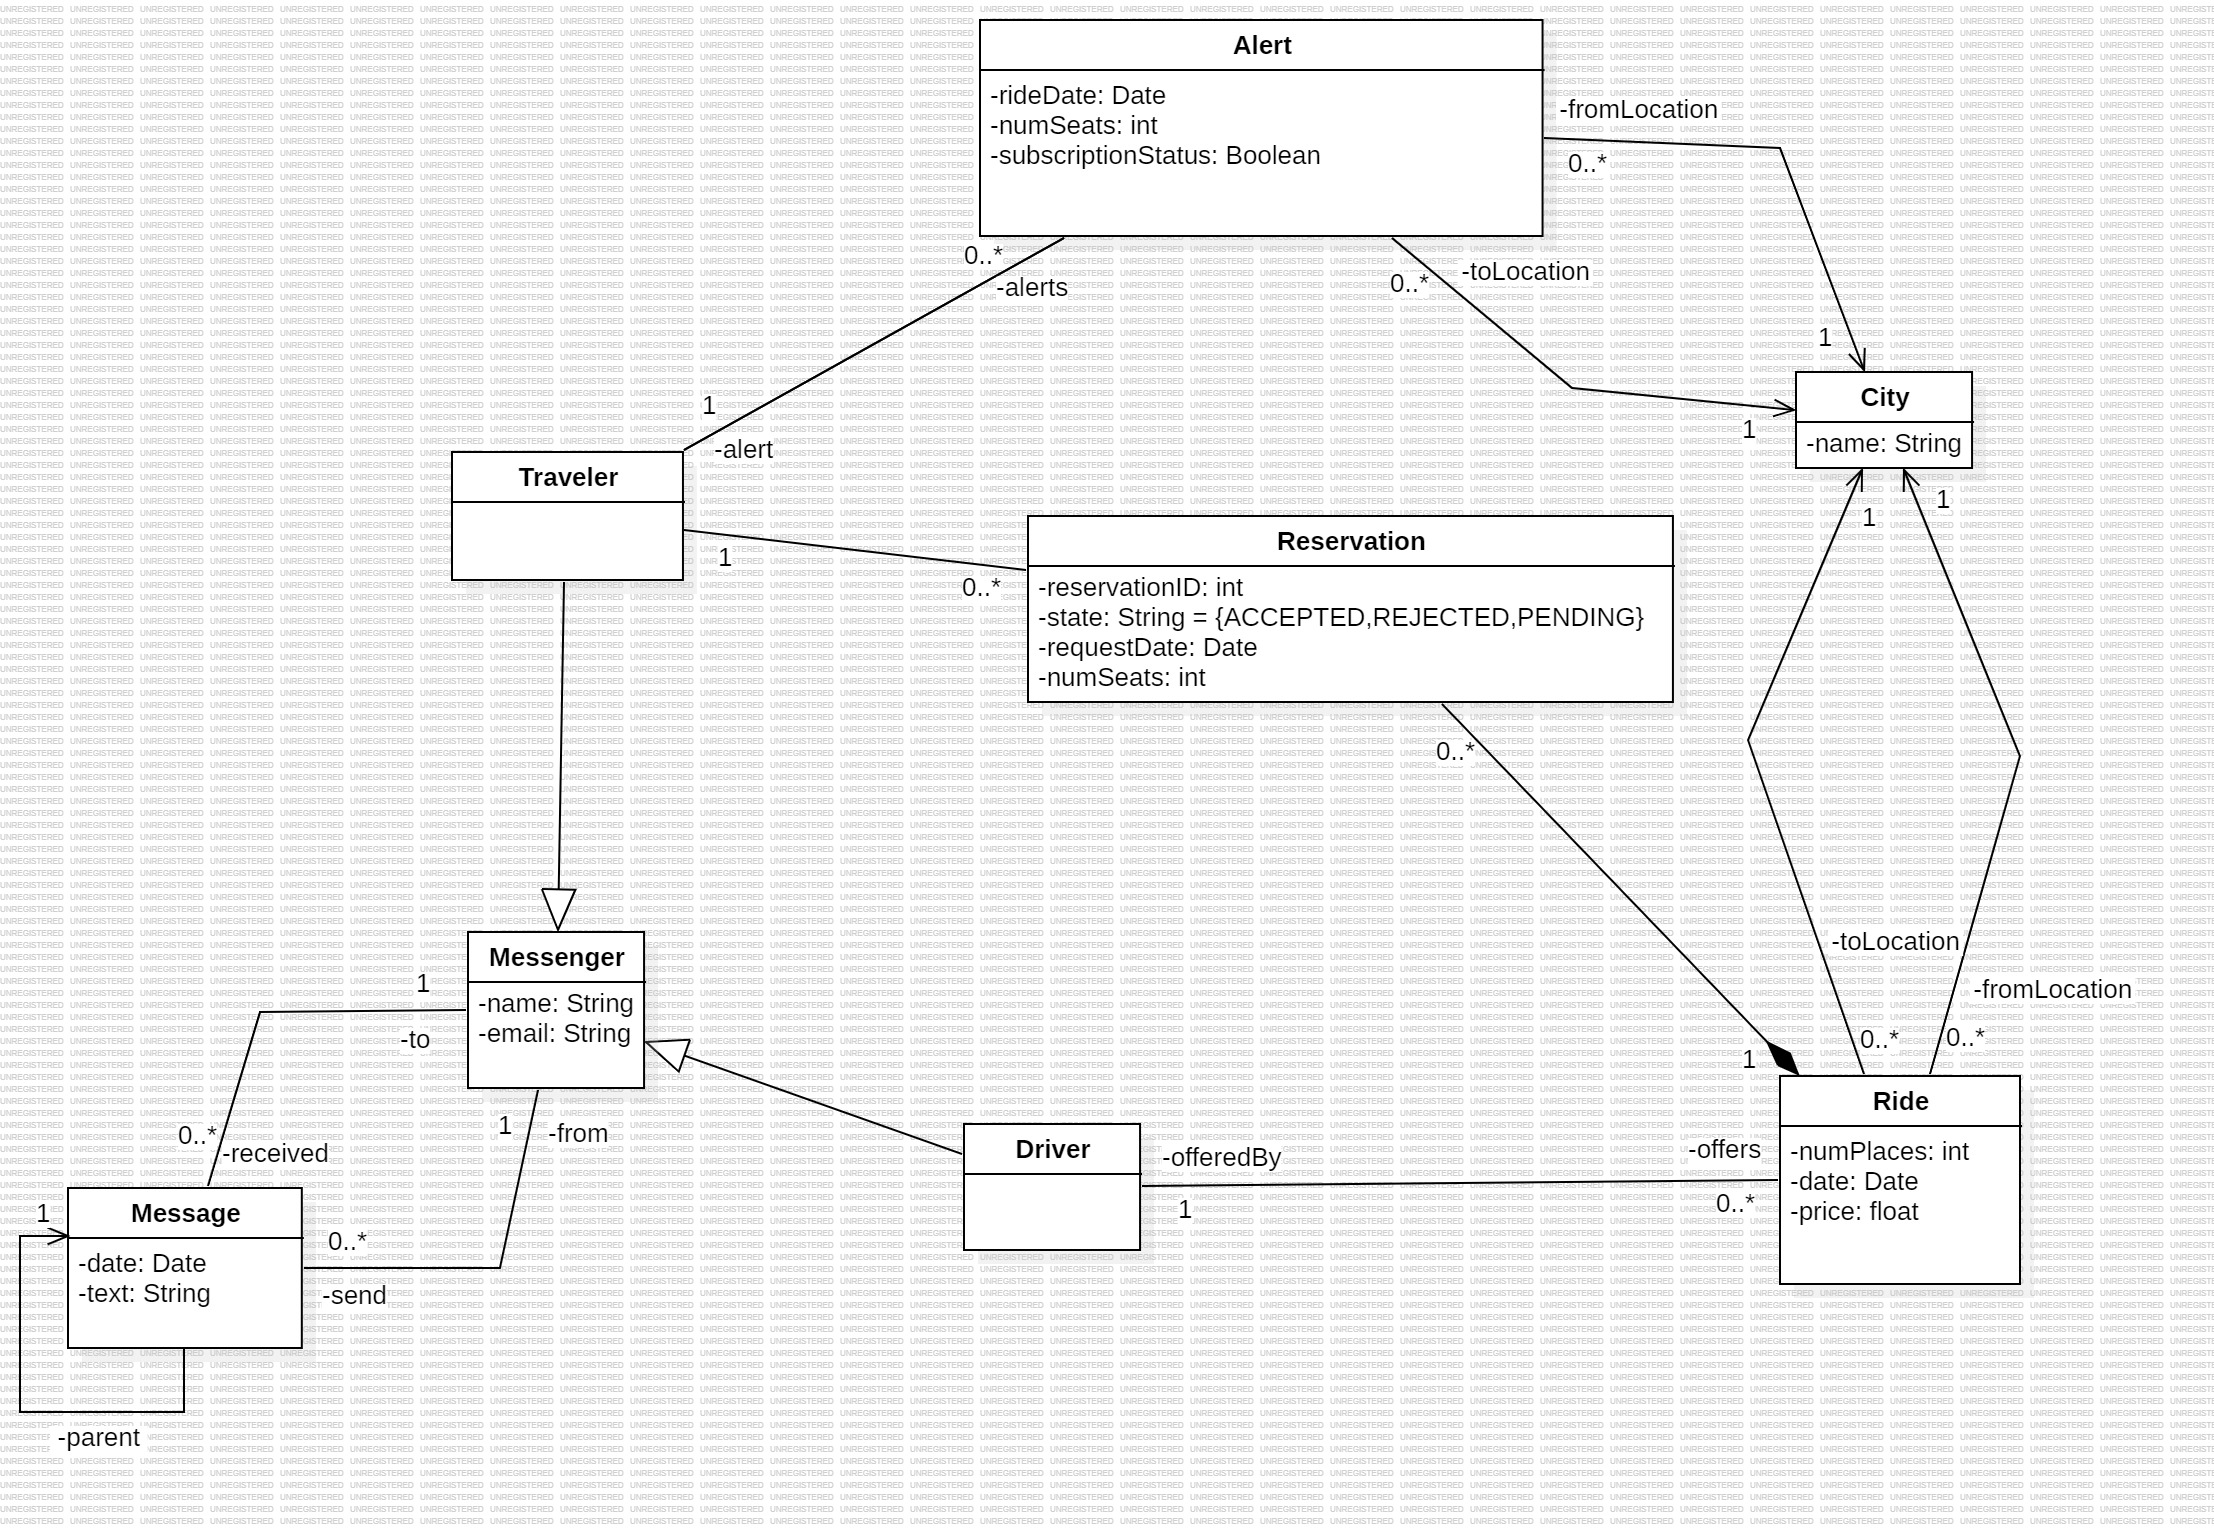 Alert
-rideDate: Date
-numSeats: int
-subscriptionStatus: Boolean
-fromLocation
0..*
0..*
-alerts
0..*
-toLocation
1
1
-alert
1
City
-name: String
1
Traveler
1
0..*
Reservation
-reservationID: int
-state: String = {ACCEPTED,REJECTED,PENDING}
-requestDate: Date
-numSeats: int
1
1
0..*
-toLocation
-fromLocation
0..*
0..*
1
Messenger
-name: String
-email: String
1
-to
0..*
-received
1
-from
Driver
-offeredBy
1
-offers
0..*
Ride
-numPlaces: int
-date: Date
-price: float
1
Message
-date: Date
-text: String
0..*
-send
-parent
UNREGISTERED